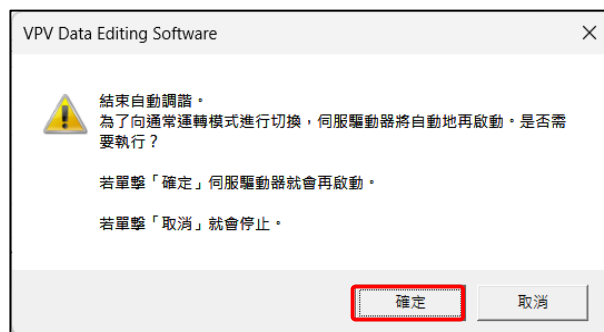 VPV Data Editing Software
結束自動調諧。
為了向通常運轉模式進行切換，伺服驅動器將自動地再啟動。是否需
要執行？
若單擊「確定」伺服驅動器就會再啟動。
若單擊「取消」就會停止。
確定
取消